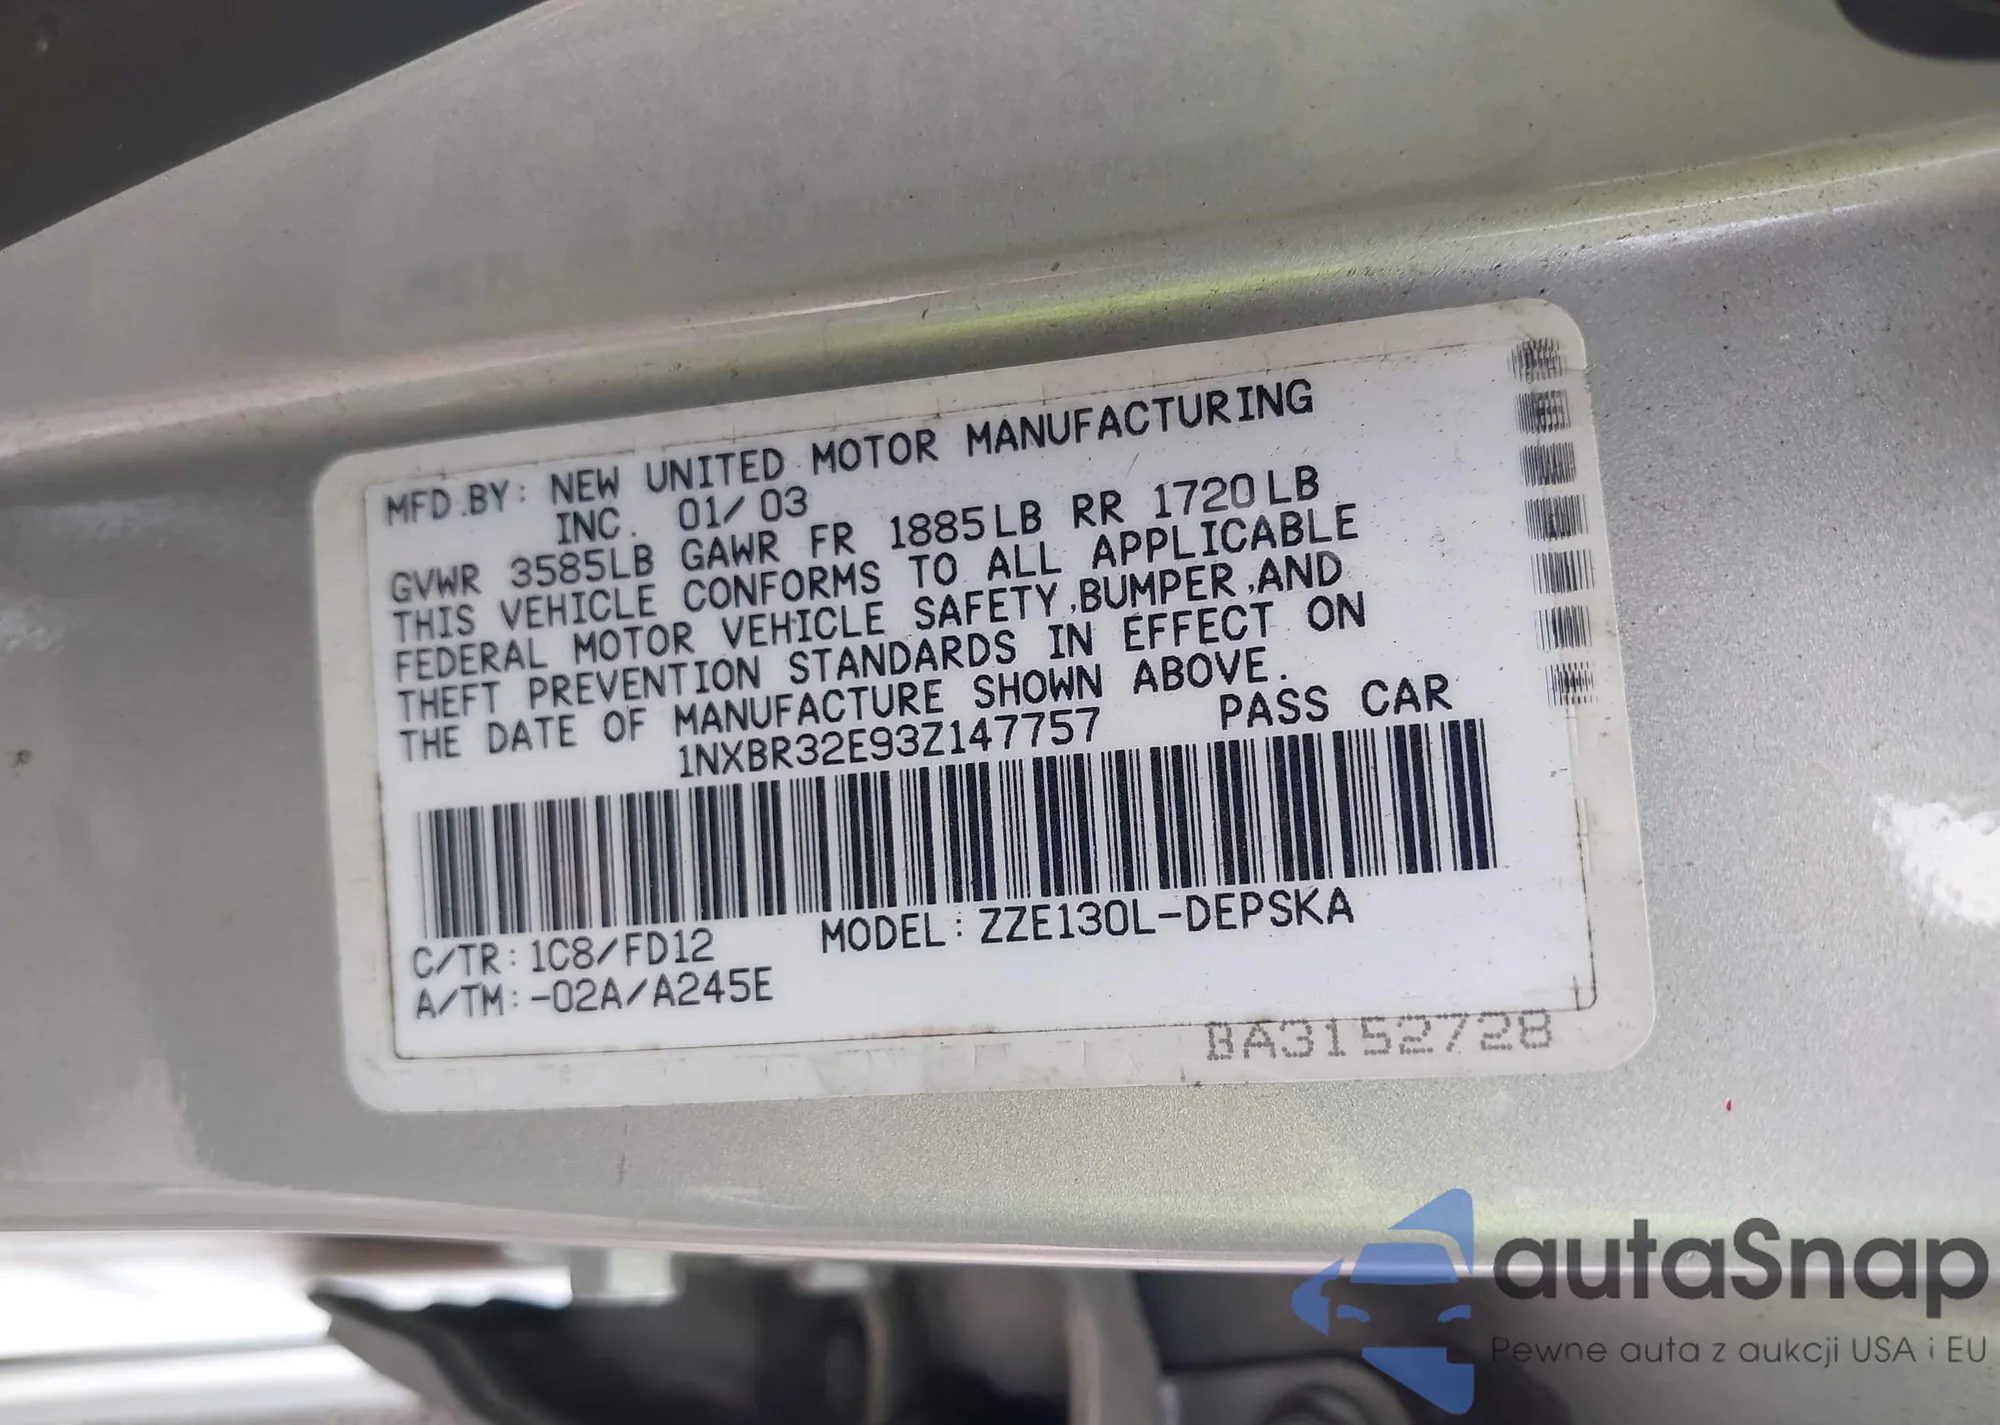 MFD.BY: NEW UNITED MOTOR MANUFACTURING
INC. 01/03
GVWR 3585LB GAWR FR 1885LB RR 1720LB
THIS VEHICLE CONFORMS TO ALL APPLICABLE
FEDERAL MOTOR VEHICLE SAFETY,BUMPER,AND
THEFT PREVENTION STANDARDS IN EFFECT ON
THE DATE OF MANUFACTURE SHOWN ABOVE.
1NXBR32E93Z147757 PASS CAR
C/TR: 1C8/FD12 MODEL: ZZE130L-DEPSKA
A/TM: -02A/A245E
BA3152728
autaSnap
Pewne auta z aukcji USA i EU